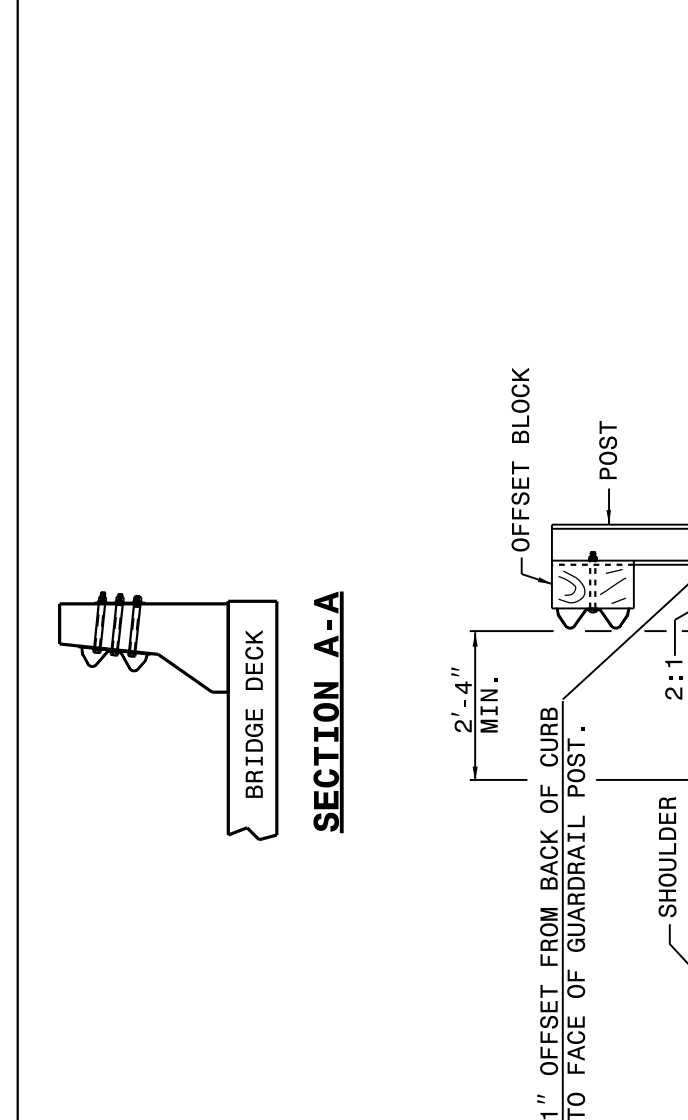 BRIDGE DECK
SECTION A-A
OFFSET BLOCK
POST
2'-4"
MIN.
1" OFFSET FROM BACK OF CURB
TO FACE OF GUARDRAIL POST.
2:1
SHOULDER